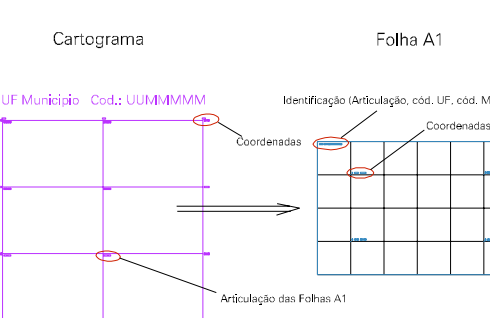 Cartograma
Folha A1
UF Municipio Cod.: UUMMMMM
Identificação (Articulação, cód. UF, cód. M
Coordenadas
Coordenadas
Articulação das Folhas A1